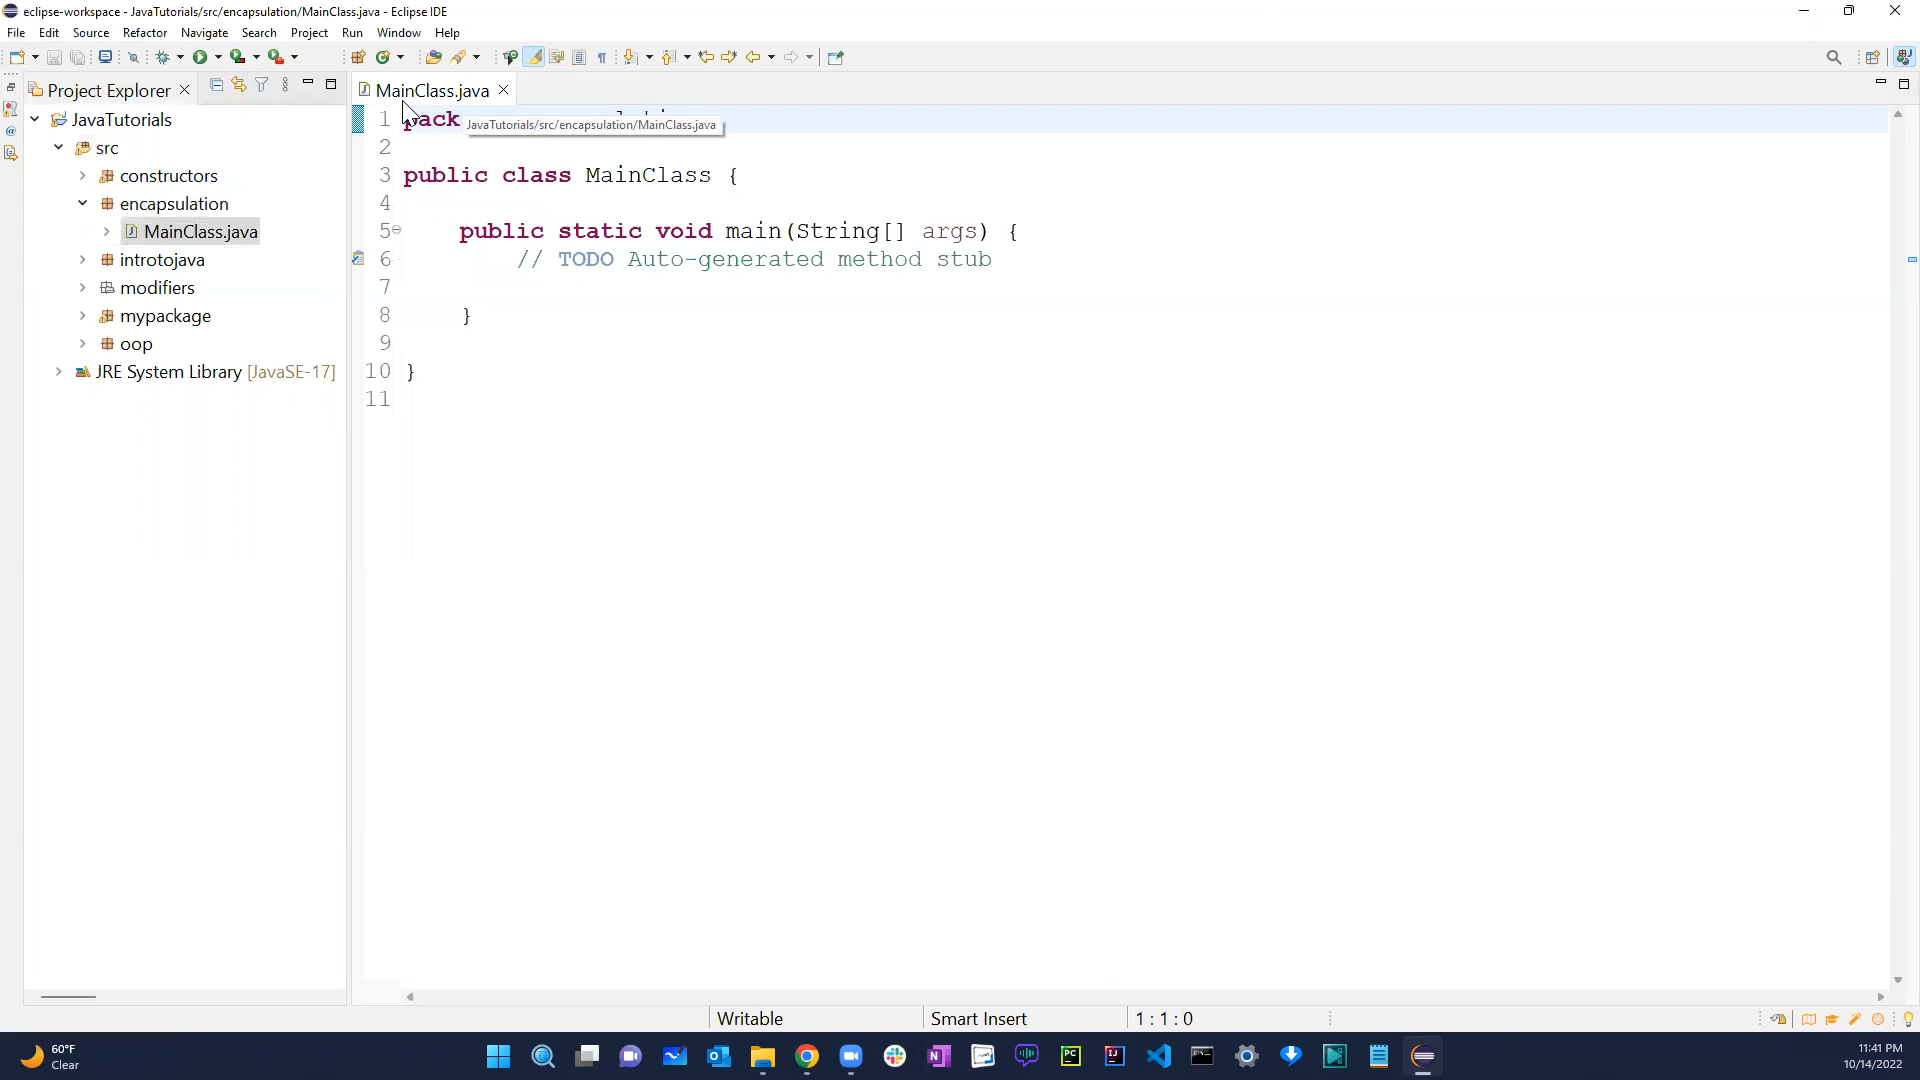 eclipse-workspace - JavaTutorials/src/encapsulation/MainClass.java - Eclipse IDE
File Edit Source Refactor Navigate Search Project Run Window Help
Project Explorer
MainClass.java
JavaTutorials
src
constructors
encapsulation
MainClass.java
introtojava
modifiers
mypackage
oop
JRE System Library [JavaSE-17]
1 pack
JavaTutorials/src/encapsulation/MainClass.java
2
3 public class MainClass {
4
5 public static void main(String[] args) {
6 // TODO Auto-generated method stub
7
8 }
9
10 }
11
Writable Smart Insert 1 : 1 : 0
60°F
Clear
11:41 PM
10/14/2022